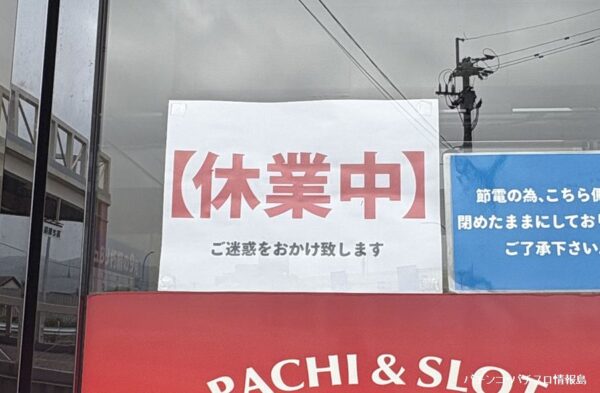 【休業中】
ご迷惑をおかけ致します
節電の為、こちら側
閉めたままにしており
ご了承下さい。
PACHI & SLOT
パチンコ・パチスロ情報島